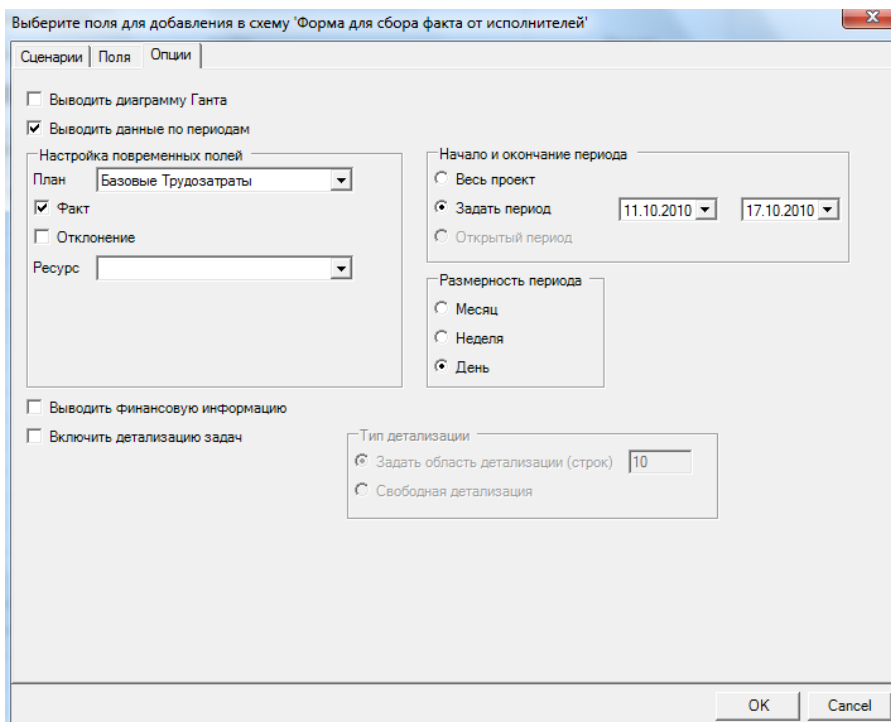 Выберите поля для добавления в схему 'Форма для сбора факта от исполнителей'
Сценарии Поля Опции
Выводить диаграмму Ганта
Выводить данные по периодам
Настройка повременных полей
План Базовые Трудозатраты
Факт
Отклонение
Ресурс
Начало и окончание периода
Весь проект
Задать период 11.10.2010 17.10.2010
Открытый период
Размерность периода
Месяц
Неделя
День
Выводить финансовую информацию
Включить детализацию задач
Тип детализации
Задать область детализации (строк) 10
Свободная детализация
OK Cancel